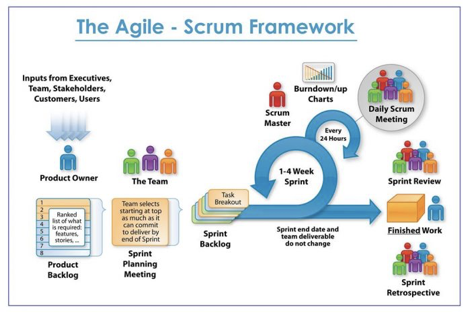 The Agile - Scrum Framework
Inputs from Executives,
Team, Stakeholders,
Customers, Users
Product Owner
The Team
1
2
Ranked
list of what
is required:
features,
stories, ...
7
8
Product
Backlog
Team selects
starting at top
as much as it
can commit
to deliver by
end of Sprint
Sprint
Planning
Meeting
Task
Breakout
Sprint
Backlog
Scrum
Master
Burndown/up
Charts
Every
24 Hours
1-4 Week
Sprint
Daily Scrum
Meeting
Sprint end date and
team deliverable
do not change
Sprint Review
Finished Work
Sprint
Retrospective